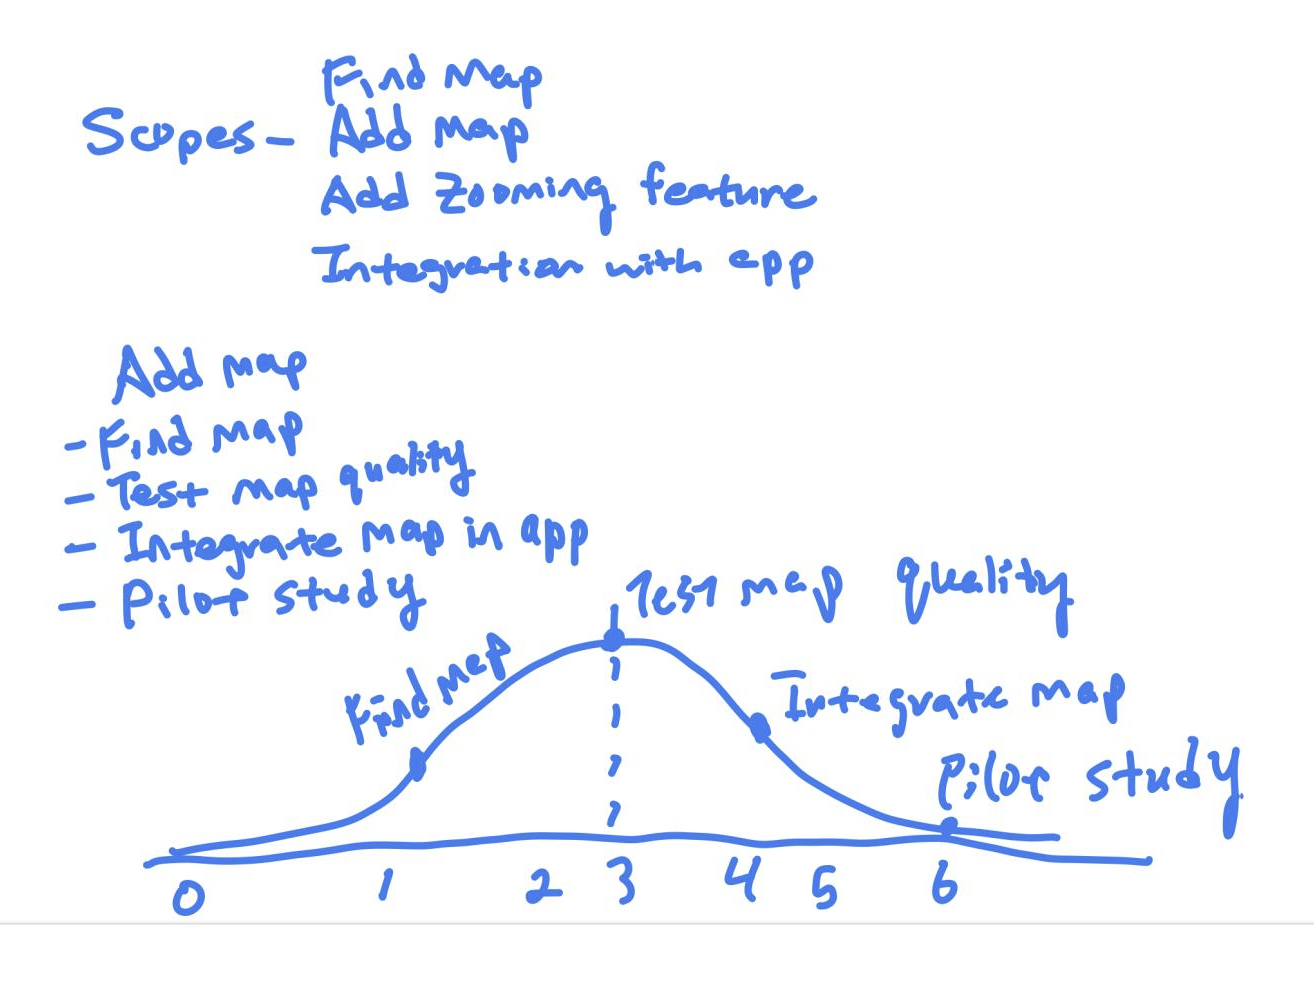 Find Map
Scopes - Add Map
Add Zooming feature
Integration with app
Add map
- Find Map
- Test map quality
- Integrate map in app
- Pilot study
Test map quality
Find Map
Integrate map
Pilot study
0 1 2 3 4 5 6